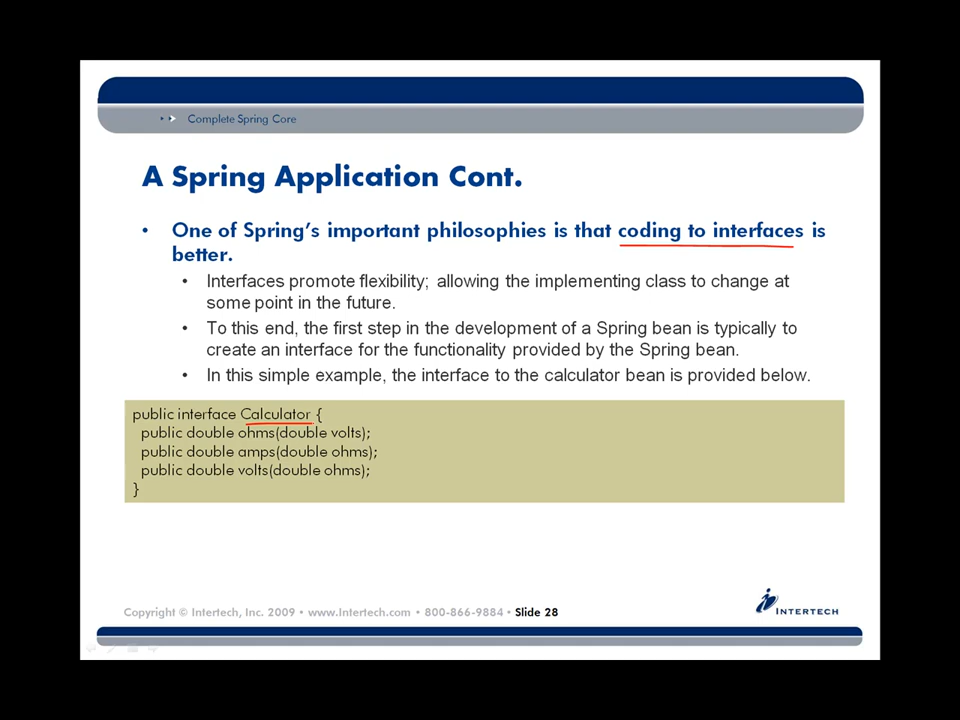 Complete Spring Core
A Spring Application Cont.
• One of Spring's important philosophies is that coding to interfaces is
better.
• Interfaces promote flexibility; allowing the implementing class to change at
some point in the future.
• To this end, the first step in the development of a Spring bean is typically to
create an interface for the functionality provided by the Spring bean.
• In this simple example, the interface to the calculator bean is provided below.
public interface Calculator {
public double ohms(double volts);
public double amps(double ohms);
public double volts(double ohms);
}
Copyright © Intertech, Inc. 2009 • www.Intertech.com • 800-866-9884 • Slide 28
INTERTECH